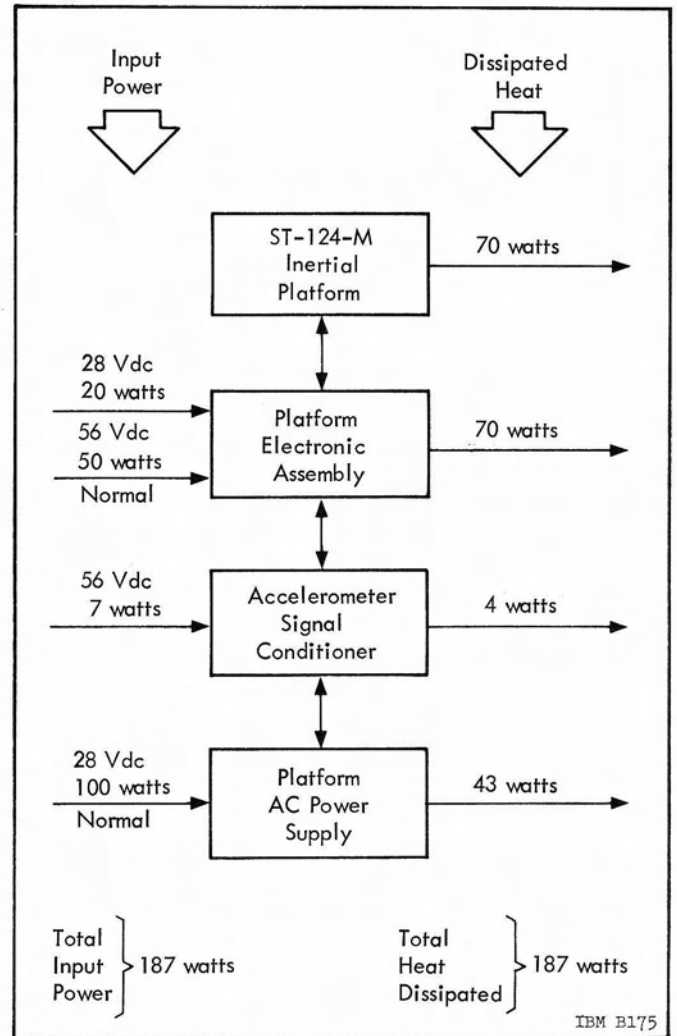 Input
Power
Dissipated
Heat
ST-124-M
Inertial
Platform
70 watts
28 Vdc
20 watts
56 Vdc
50 watts
Normal
Platform
Electronic
Assembly
70 watts
56 Vdc
7 watts
Accelerometer
Signal
Conditioner
4 watts
28 Vdc
100 watts
Normal
Platform
AC Power
Supply
43 watts
Total
Input
Power
187 watts
Total
Heat
Dissipated
187 watts
IBM B175